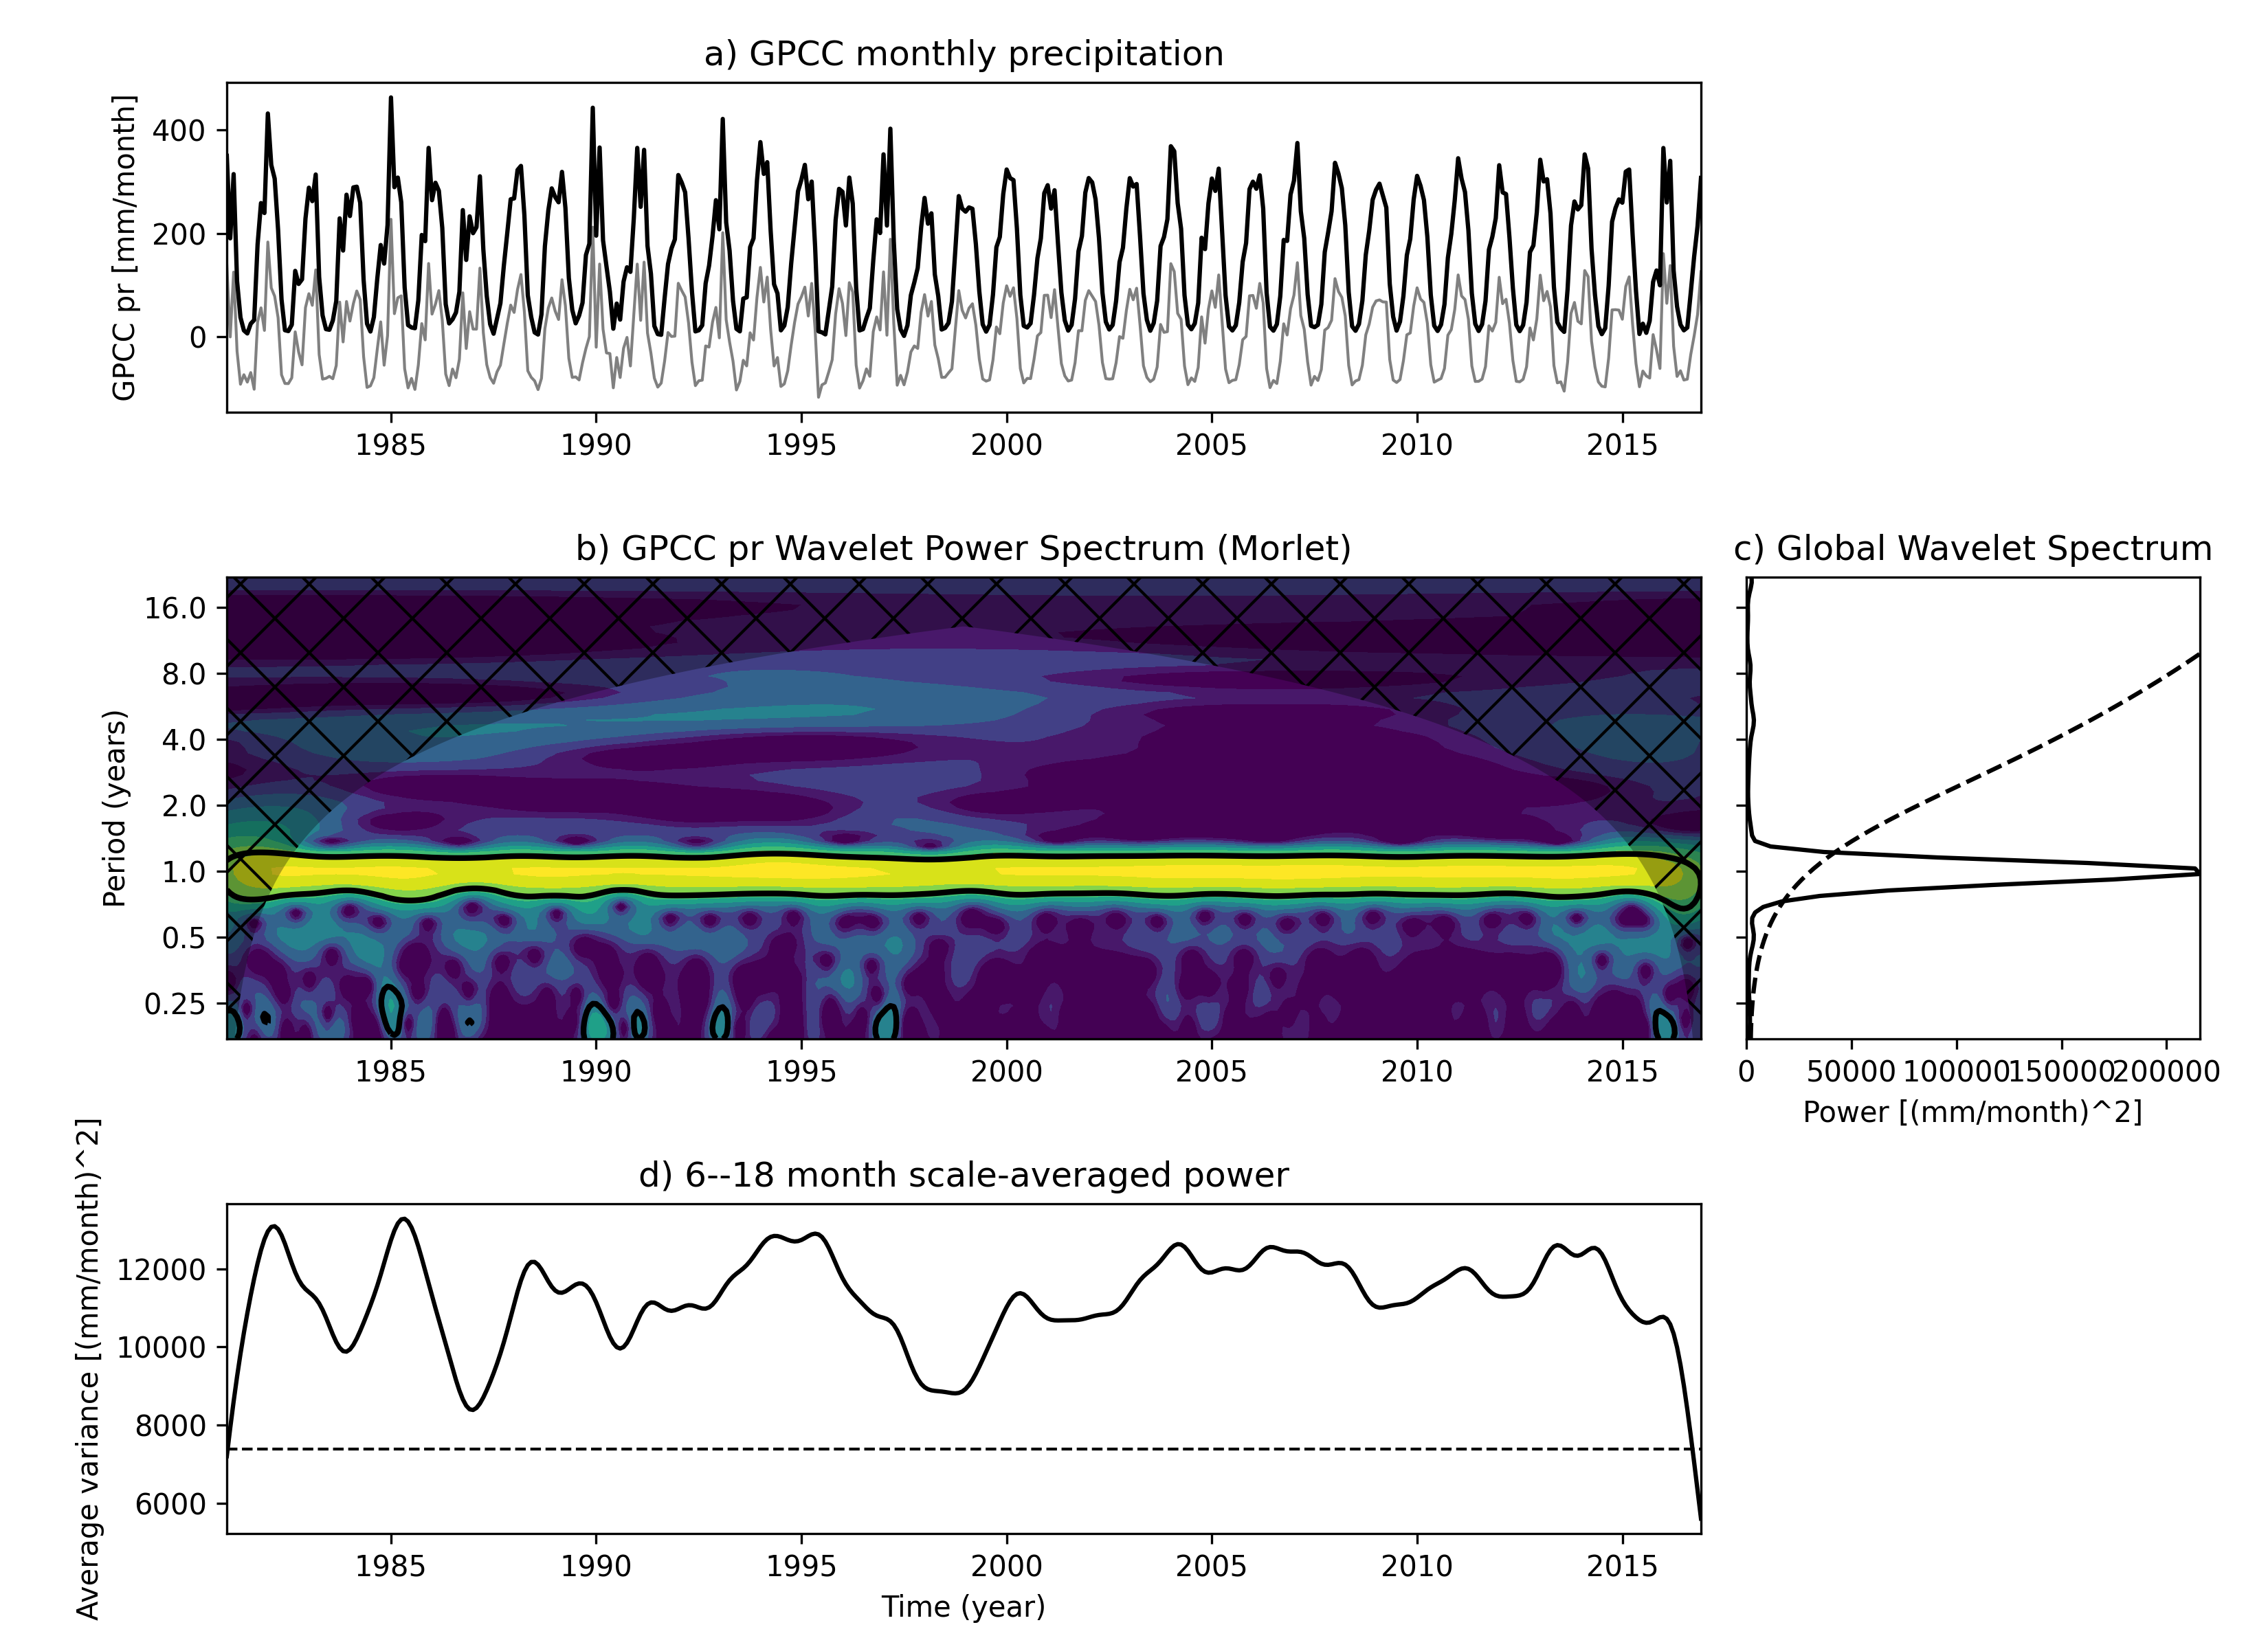 a) GPCC monthly precipitation
GPCC pr [mm/month]
400
200
0
1985 1990 1995 2000 2005 2010 2015
b) GPCC pr Wavelet Power Spectrum (Morlet)
Period (years)
16.0
8.0
4.0
2.0
1.0
0.5
0.25
1985 1990 1995 2000 2005 2010 2015
c) Global Wavelet Spectrum
0 50000 100000 150000 200000
Power [(mm/month)^2]
d) 6--18 month scale-averaged power
Average variance [(mm/month)^2]
12000
10000
8000
6000
1985 1990 1995 2000 2005 2010 2015
Time (year)